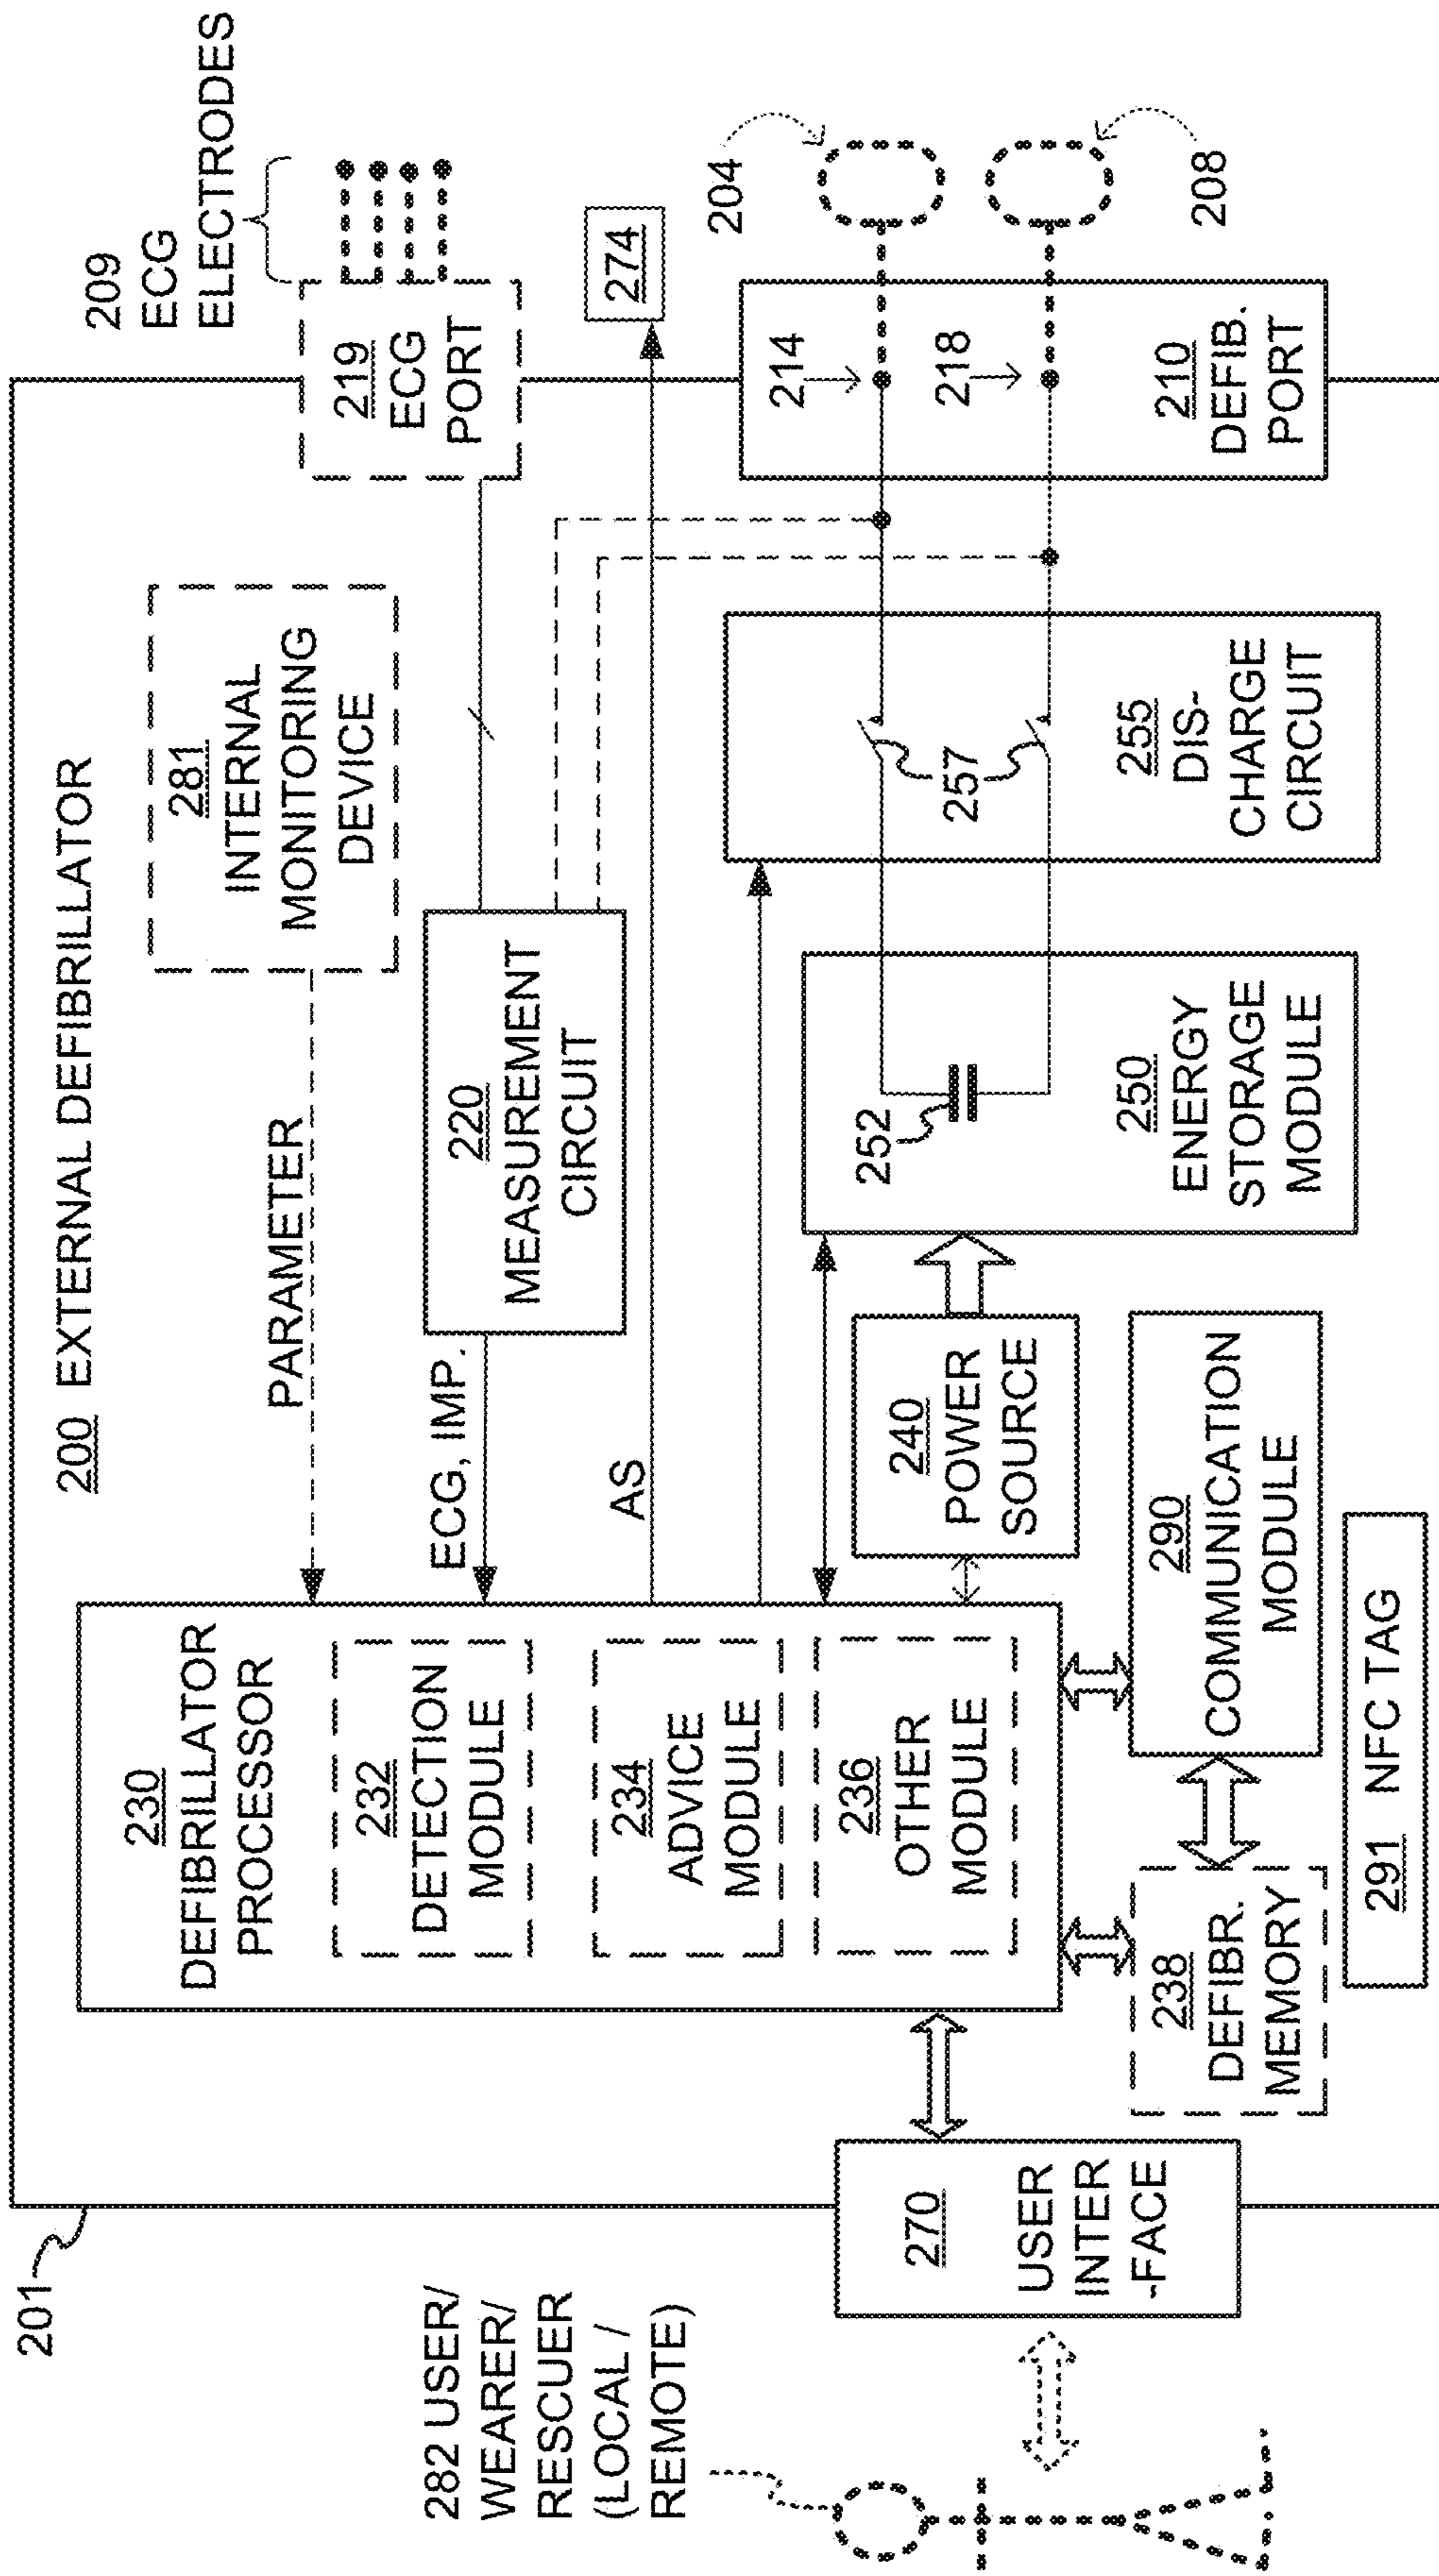 200 EXTERNAL DEFIBRILLATOR
201
209
ECG
ELECTRODES
219
ECG
PORT
281
INTERNAL
MONITORING
DEVICE
PARAMETER
230
DEFIBRILLATOR
PROCESSOR
232
DETECTION
MODULE
234
ADVICE
MODULE
236
OTHER
MODULE
ECG, IMP.
220
MEASUREMENT
CIRCUIT
AS
274
204
208
214
218
210
DEFIB.
PORT
257
255
DIS-
CHARGE
CIRCUIT
252
250
ENERGY
STORAGE
MODULE
240
POWER
SOURCE
290
COMMUNICATION
MODULE
238
DEFIBR.
MEMORY
291 NFC TAG
270
USER
INTER
-FACE
282 USER/
WEARER/
RESCUER
(LOCAL /
REMOTE)